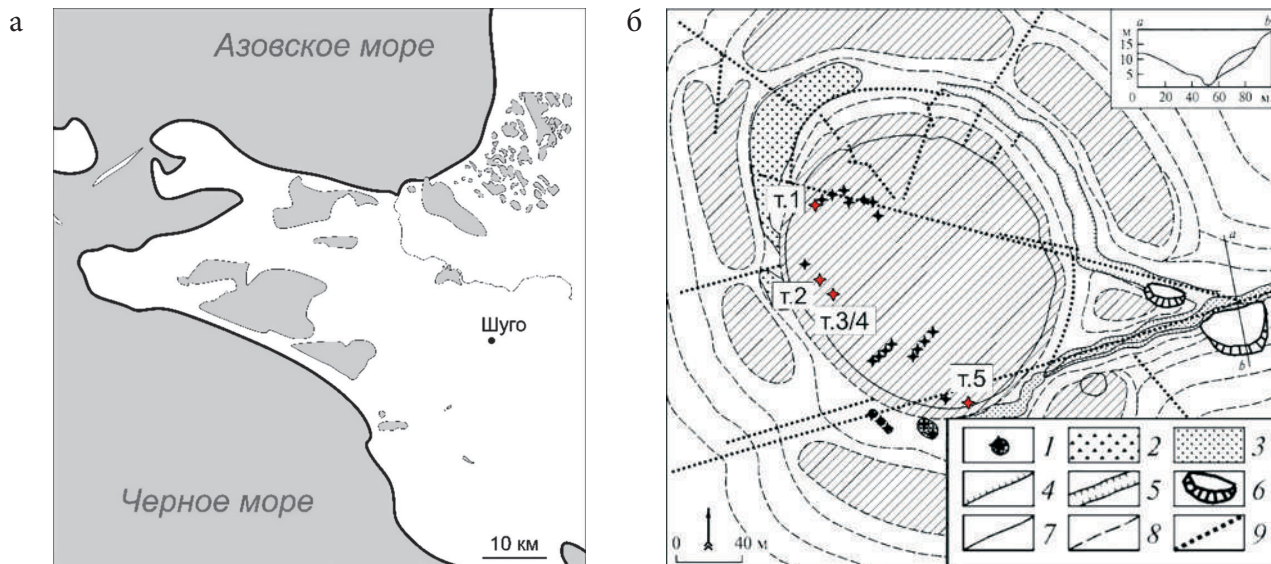 а
Азовское море
Шуго
Черное море
10 км
б
a
b
м
15
10
5
0
20
40
60
80
м
т.1
т.2
т.3/4
т.5
a
b
0
40 м
1
2
3
4
5
6
7
8
9